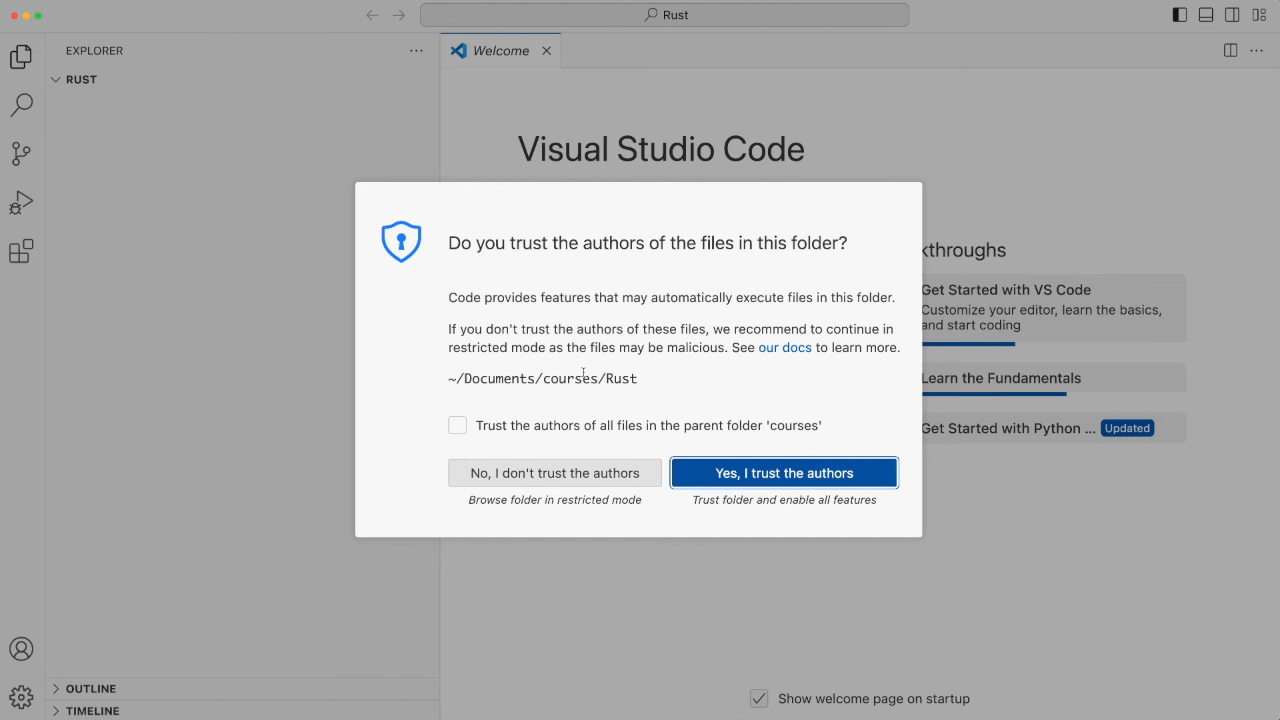 Rust
EXPLORER
Welcome
RUST
Visual Studio Code
Do you trust the authors of the files in this folder?
kthroughs
Code provides features that may automatically execute files in this folder.
If you don't trust the authors of these files, we recommend to continue in
restricted mode as the files may be malicious. See our docs to learn more.
~/Documents/courses/Rust
Trust the authors of all files in the parent folder 'courses'
No, I don't trust the authors
Browse folder in restricted mode
Yes, I trust the authors
Trust folder and enable all features
Get Started with VS Code
Customize your editor, learn the basics,
and start coding
Learn the Fundamentals
Get Started with Python ... Updated
OUTLINE
TIMELINE
Show welcome page on startup